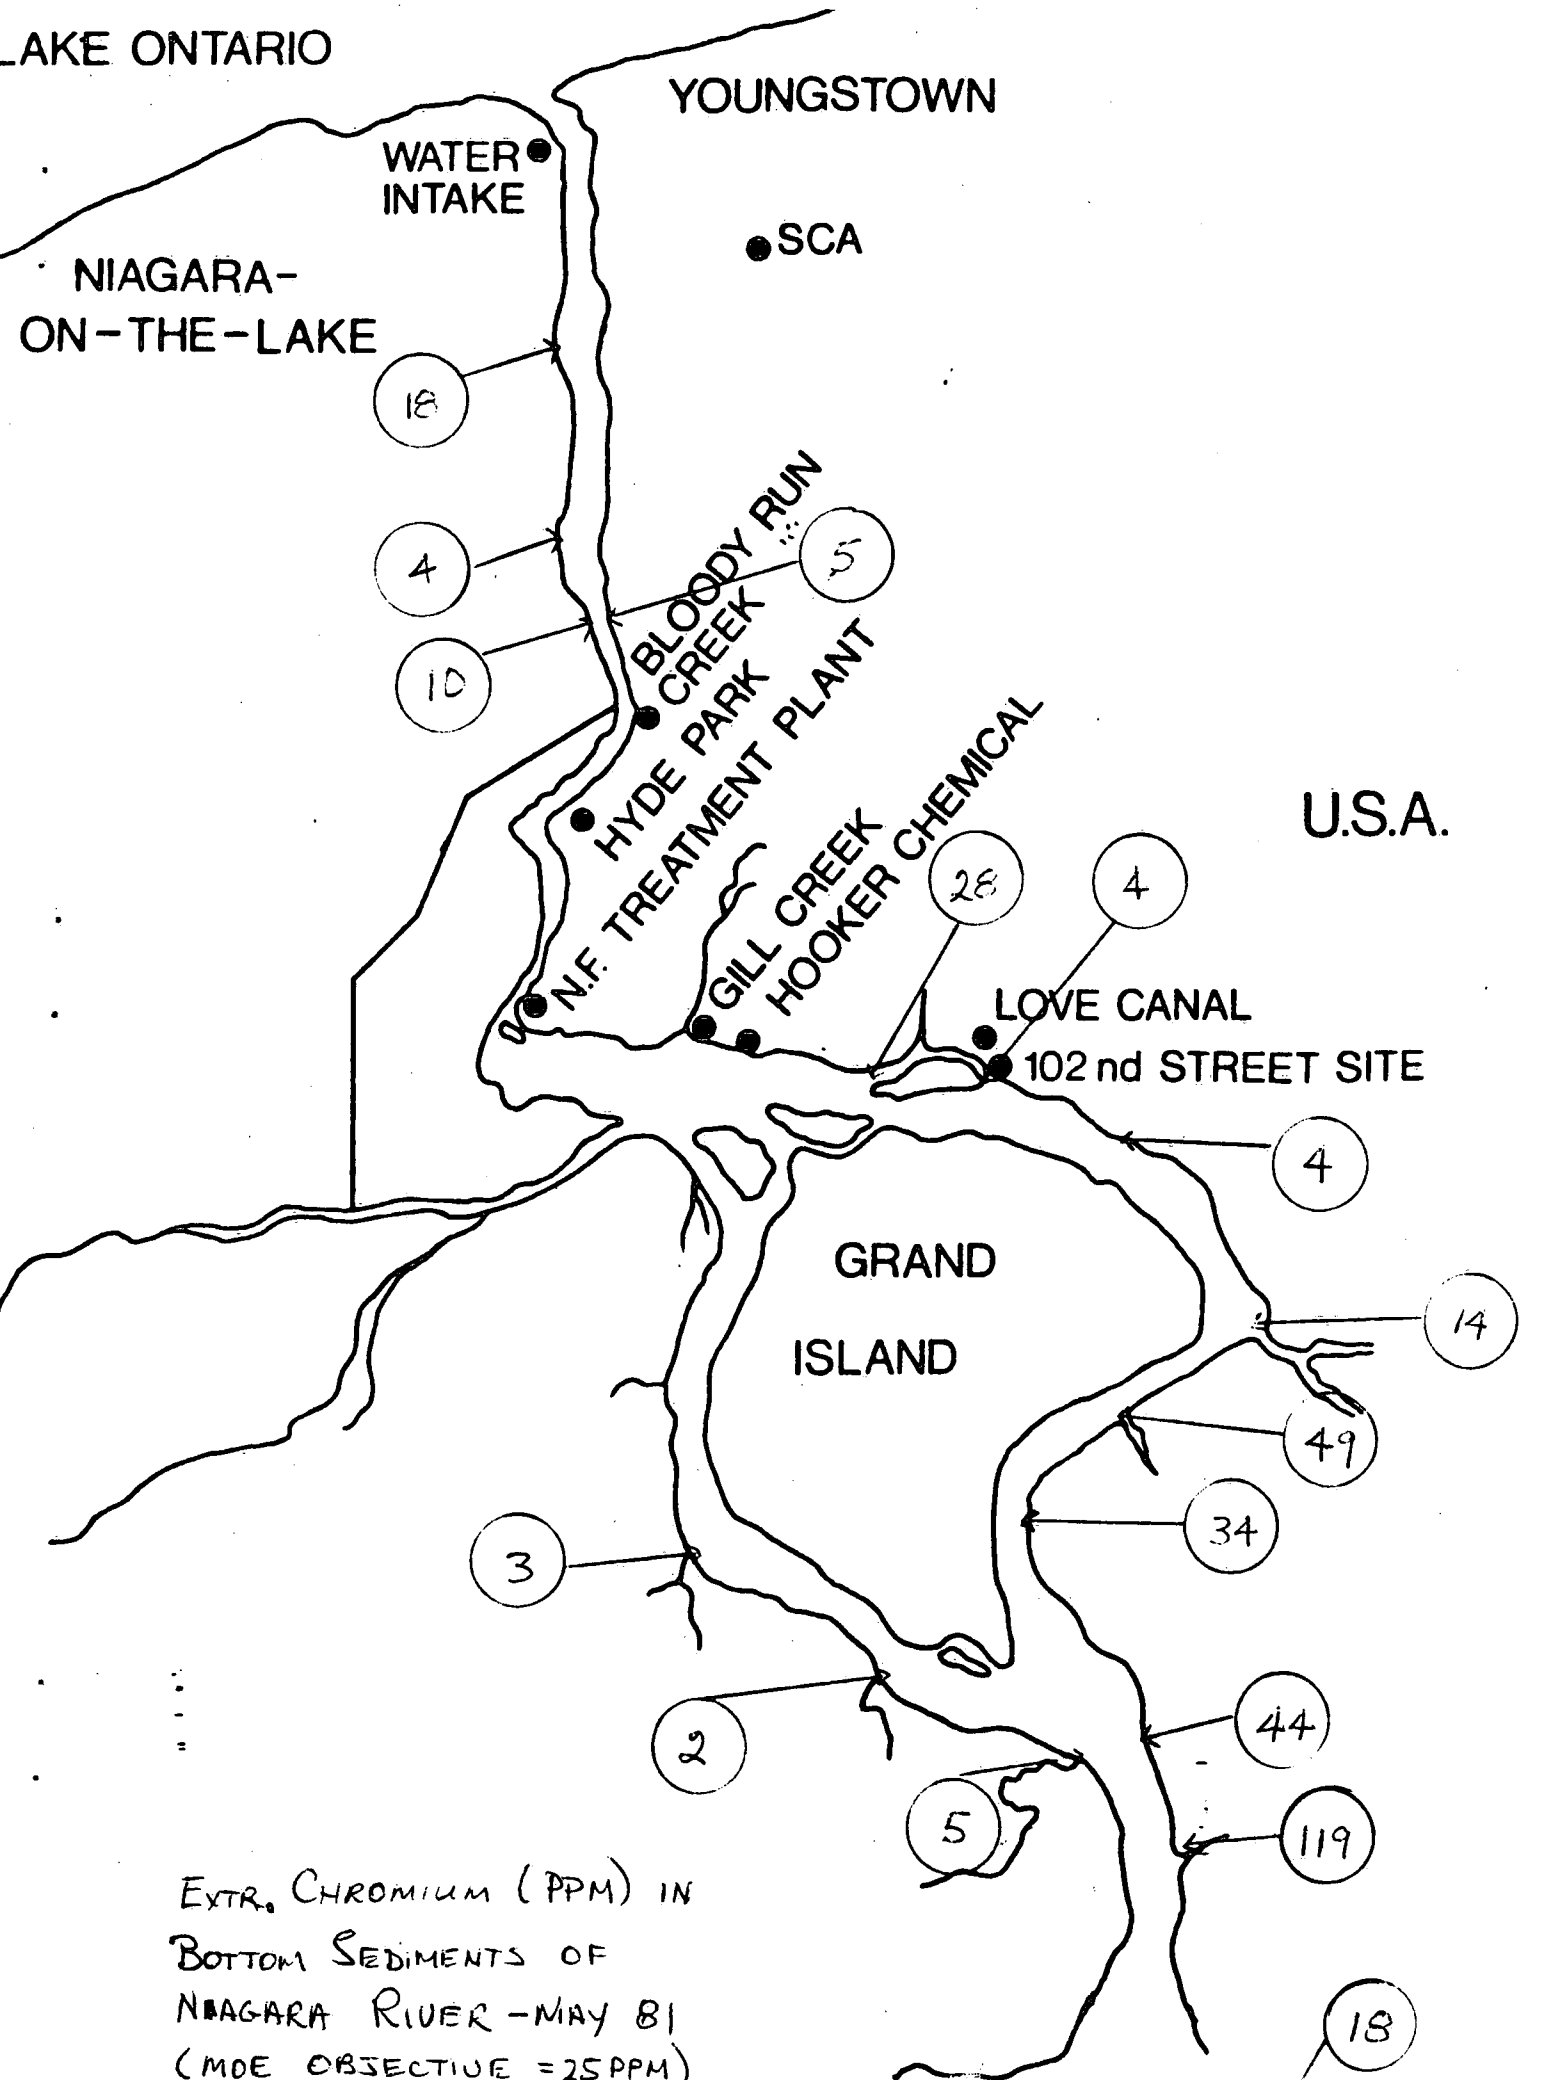 LAKE ONTARIO
YOUNGSTOWN
WATER
INTAKE
SCA
NIAGARA-
ON-THE-LAKE
18
4
5
10
BLOODY RUN
CREEK
HYDE PARK
N.F. TREATMENT PLANT
GILL CREEK
HOOKER CHEMICAL
U.S.A.
28
4
LOVE CANAL
102nd STREET SITE
4
GRAND
ISLAND
14
49
34
3
2
44
5
119
EXTR. CHROMIUM (PPM) IN
BOTTOM SEDIMENTS OF
NIAGARA RIVER - MAY 81
(MOE OBJECTIVE = 25 PPM)
18